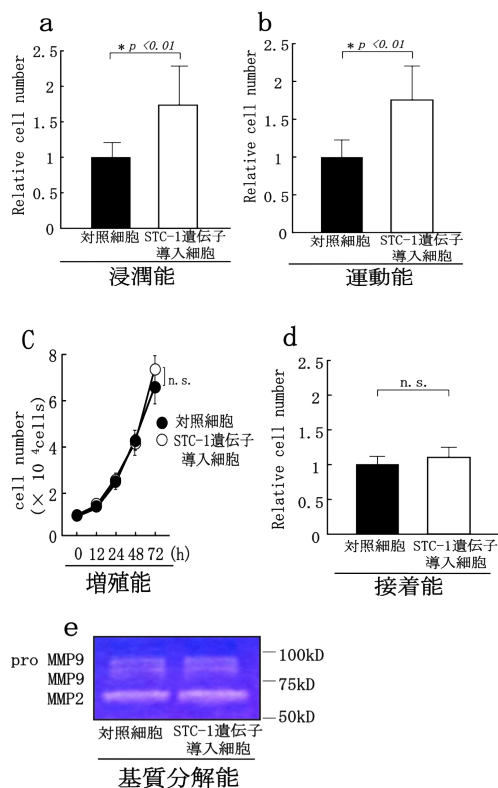 a
* p <0.01
Relative cell number
2.5
2
1.5
1
0.5
0
対照細胞
STC-1遺伝子
導入細胞
浸潤能
b
* p <0.01
Relative cell number
2.5
2
1.5
1
0.5
0
対照細胞
STC-1遺伝子
導入細胞
運動能
C
cell number
(× 10 ⁴cells)
8
6
4
2
0
n.s.
対照細胞
STC-1遺伝子
導入細胞
0 12 24 48 72 (h)
増殖能
d
n.s.
Relative cell number
2.5
2
1.5
1
0.5
0
対照細胞
STC-1遺伝子
導入細胞
接着能
e
pro MMP9
MMP9
MMP2
100kD
75kD
50kD
対照細胞
STC-1遺伝子
導入細胞
基質分解能